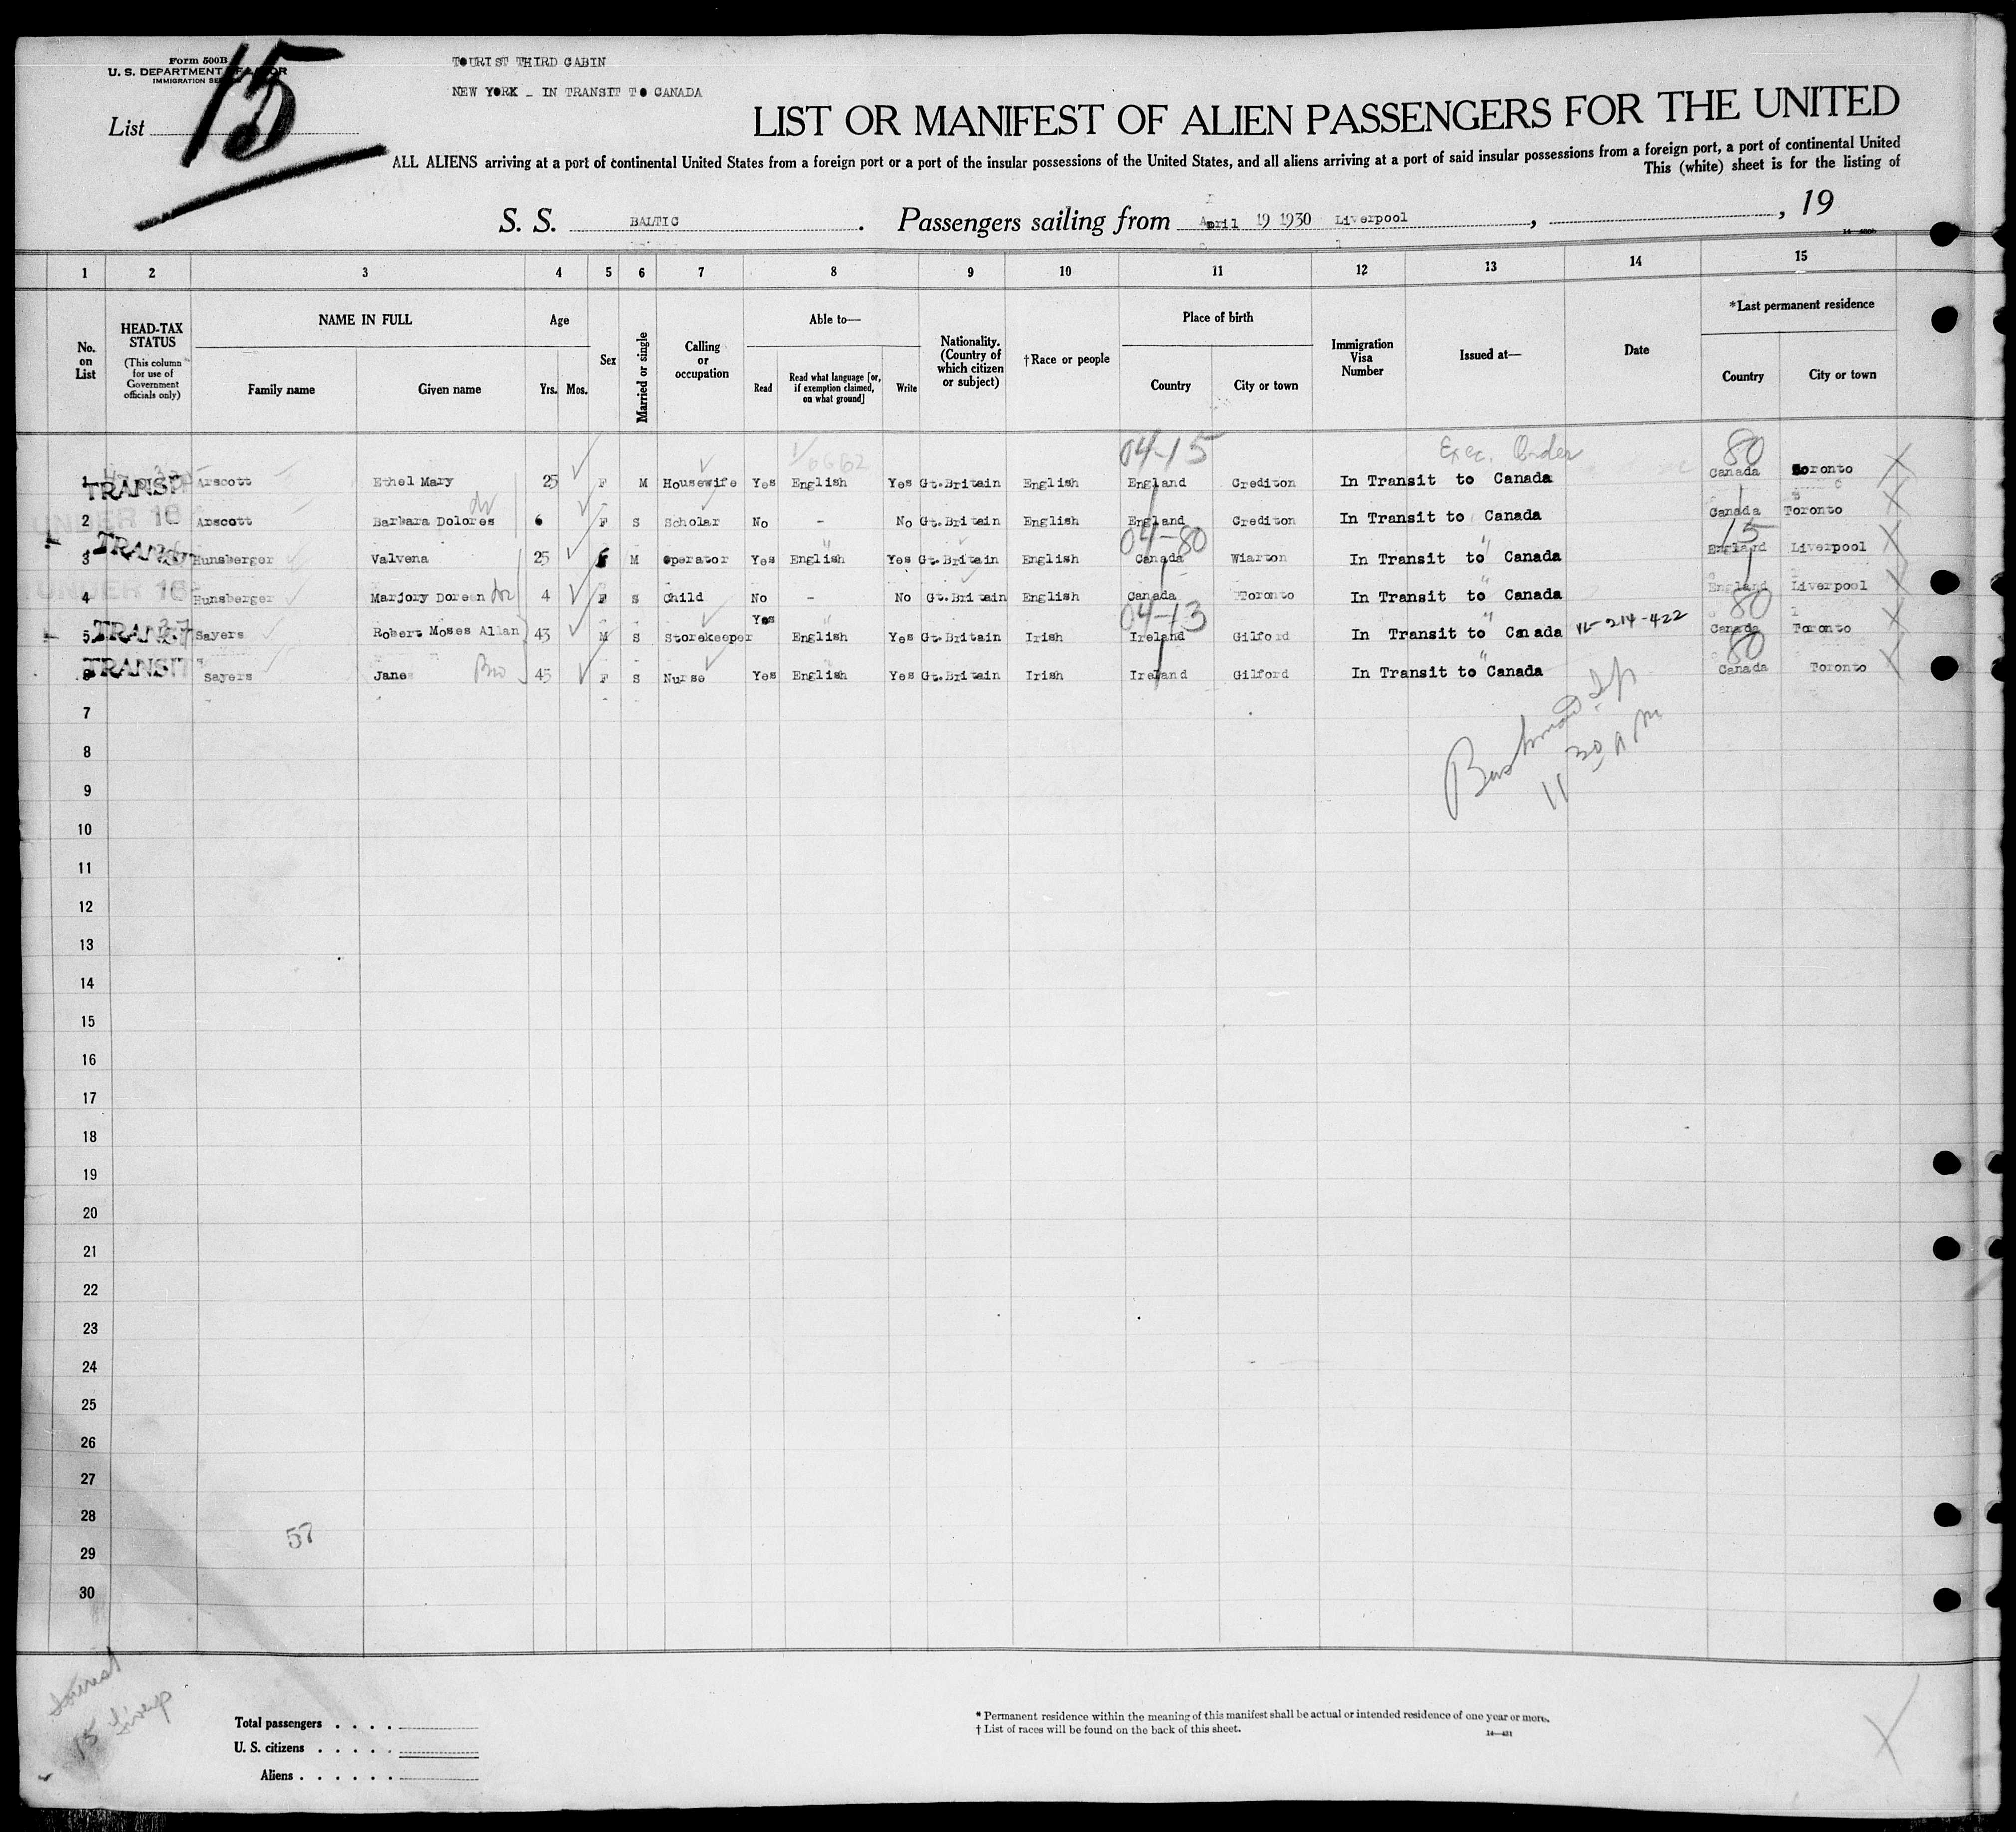 Form 500B
U. S. DEPARTMENT OF LABOR
IMMIGRATION SERVICE
List 15
TOURIST THIRD CABIN
NEW YORK - IN TRANSIT TO CANADA
LIST OR MANIFEST OF ALIEN PASSENGERS FOR THE UNITED
ALL ALIENS arriving at a port of continental United States from a foreign port or a port of the insular possessions of the United States, and all aliens arriving at a port of said insular possessions from a foreign port, a port of continental United
This (white) sheet is for the listing of
S. S. BALTIC . Passengers sailing from April 19 1930 Liverpool , , 19
1 2 3 4 5 6 7 8 9 10 11 12 13 14 15
No. on List
HEAD-TAX STATUS (This column for use of Government officials only)
NAME IN FULL Family name Given name
Age Yrs. Mos.
Sex
Married or single
Calling or occupation
Able to— Read Read what language [or, if exemption claimed, on what ground] Write
Nationality. (Country of which citizen or subject)
†Race or people
Place of birth Country City or town
Immigration Visa Number
Issued at—
Date
*Last permanent residence Country City or town
04-15 Exec. Order 80
1 TRANSIT Arscott Ethel Mary 25 F M Housewife Yes English Yes Gt.Britain English England Crediton In Transit to Canada Canada Toronto X
2 UNDER 16 Arscott Barbara Dolores 6 F S Scholar No - No Gt.Britain English England Crediton In Transit to Canada Canada Toronto X
04-80 15
3 TRANSIT Hunsberger Valvena 25 f M Operator Yes English Yes Gt.Britain English Canada Wiarton In Transit to " Canada England Liverpool X
4 UNDER 16 Hunsberger Marjory Doreen 4 F S Child No - No Gt.Britain English Canada Toronto In Transit to " Canada England Liverpool X
04-13 80
5 TRANSIT Sayers Robert Moses Allan 43 M S Storekeeper Yes English Yes Gt.Britain Irish Ireland Gilford In Transit to " Canada VL-214-422 Canada Toronto X
80
6 TRANSIT Sayers Jane 45 F S Nurse Yes English Yes Gt.Britain Irish Ireland Gilford In Transit to " Canada Canada Toronto X
7
8
11 30 A M
9
10
11
12
13
14
15
16
17
18
19
20
21
22
23
24
25
26
27
28
57
29
30
15
Total passengers . . . .
U. S. citizens . . . . .
Aliens . . . . . .
* Permanent residence within the meaning of this manifest shall be actual or intended residence of one year or more.
† List of races will be found on the back of this sheet.
14—481
X